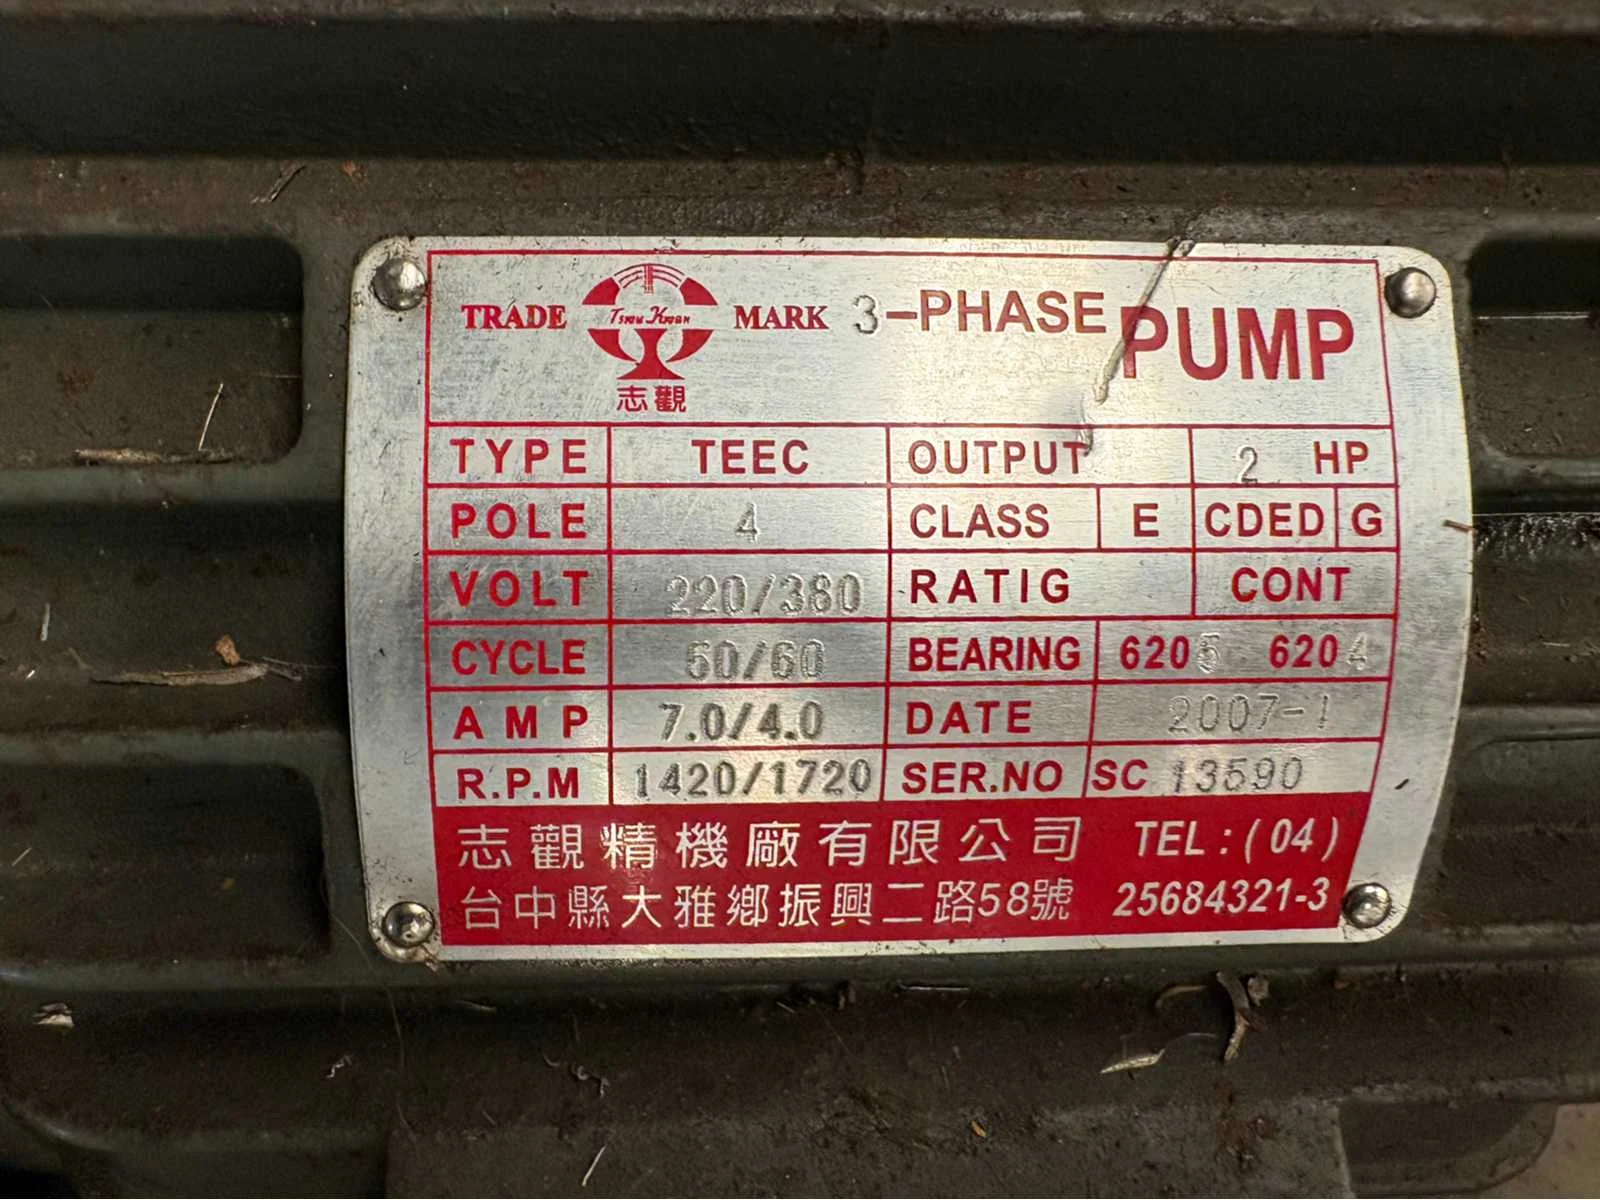 TRADE Tsyau Kwan MARK 3-PHASE PUMP
志觀
TYPE TEEC OUTPUT 2 HP
POLE 4 CLASS E CDED G
VOLT 220/380 RATIG CONT
CYCLE 50/60 BEARING 6205 6204
AMP 7.0/4.0 DATE 2007-1
R.P.M 1420/1720 SER.NO SC 13590
志觀精機廠有限公司 TEL:(04)
台中縣大雅鄉振興二路58號 25684321-3